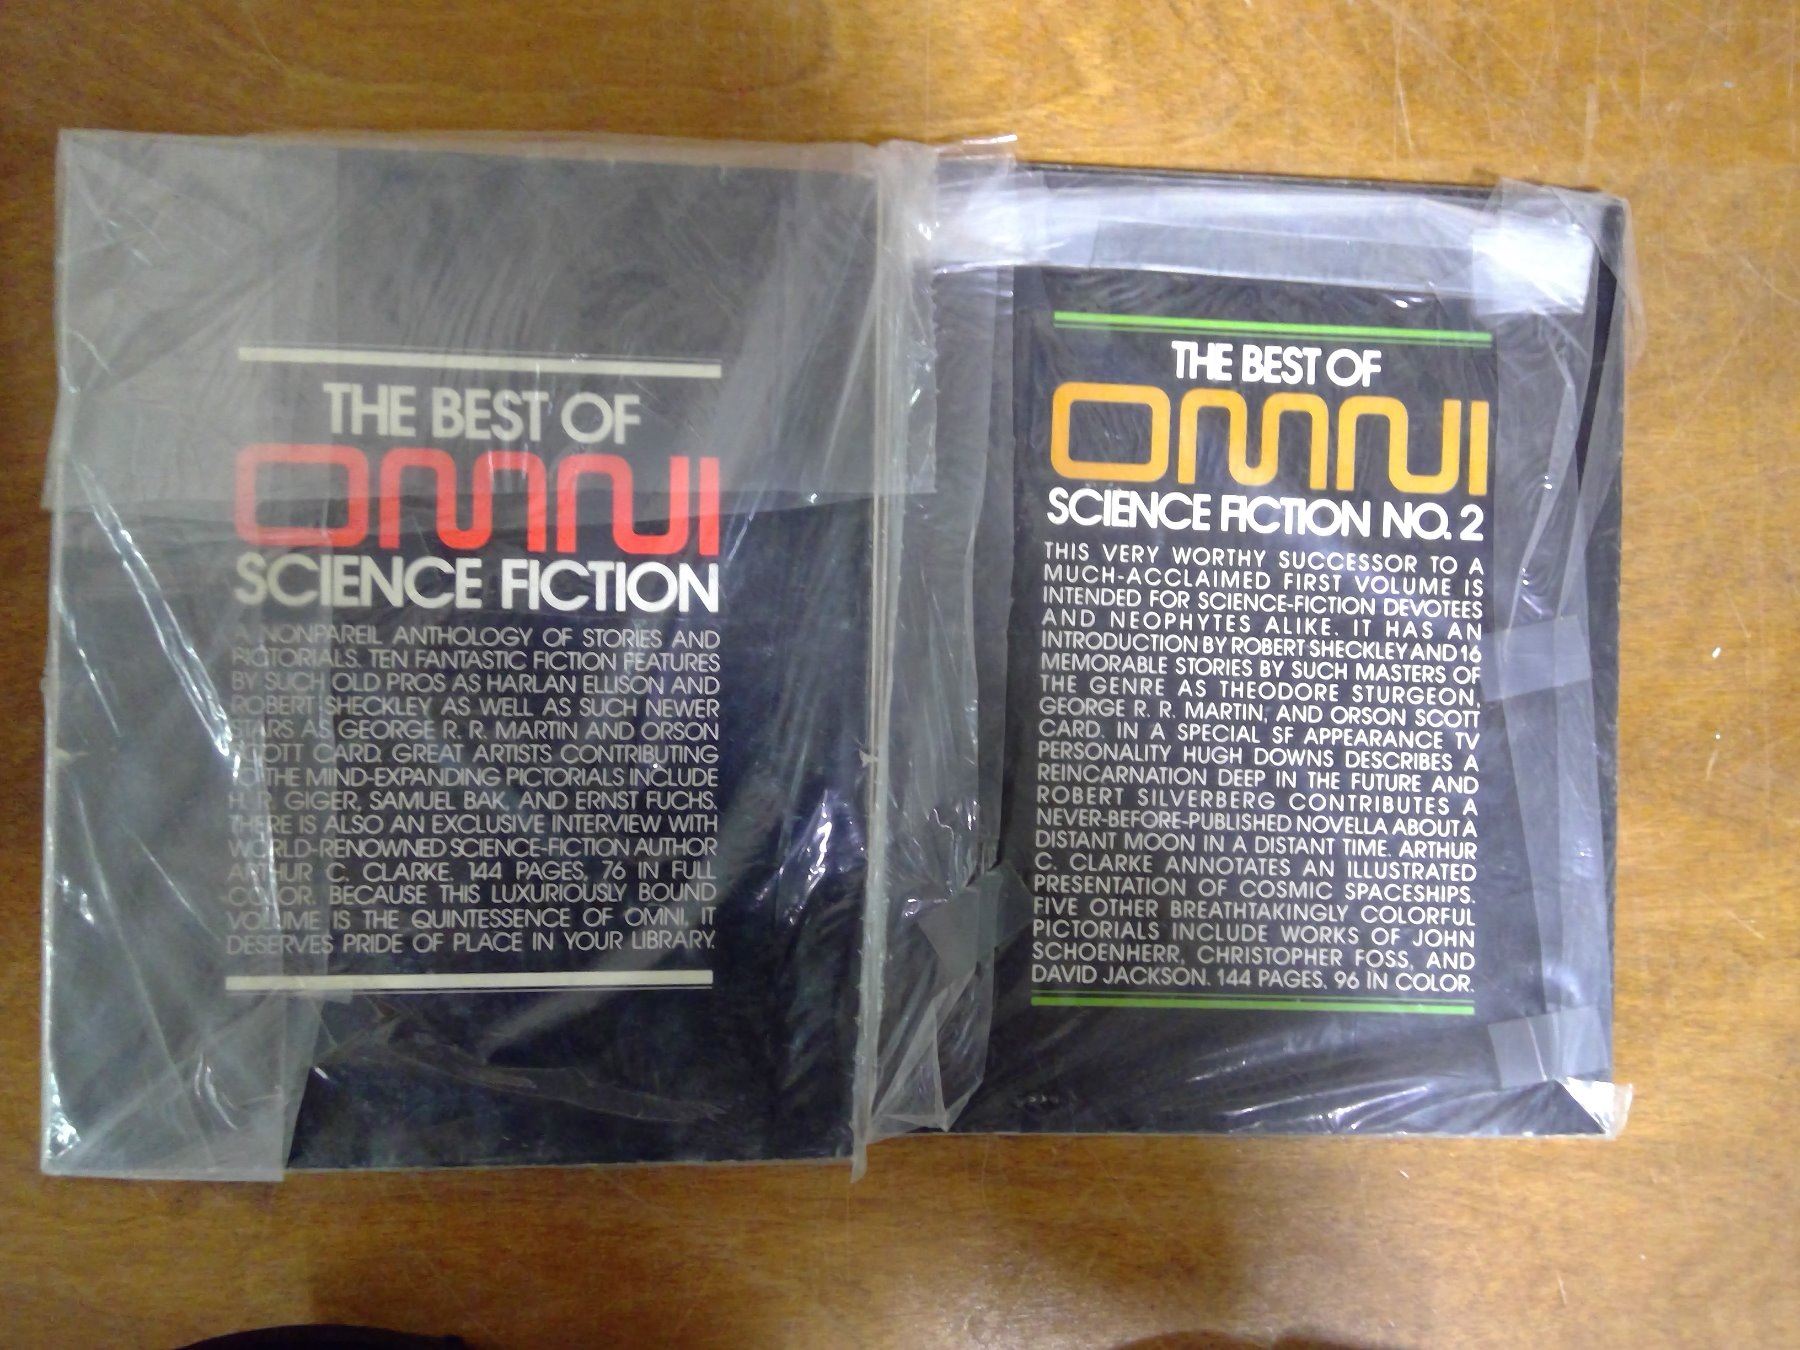 THE BEST OF
OMNI
SCIENCE FICTION
A NONPAREIL ANTHOLOGY OF STORIES AND
PICTORIALS. TEN FANTASTIC FICTION FEATURES
BY SUCH OLD PROS AS HARLAN ELLISON AND
ROBERT SHECKLEY AS WELL AS SUCH NEWER
STARS AS GEORGE R. R. MARTIN AND ORSON
SCOTT CARD. GREAT ARTISTS CONTRIBUTING
TO THE MIND-EXPANDING PICTORIALS INCLUDE
H. R. GIGER, SAMUEL BAK, AND ERNST FUCHS.
THERE IS ALSO AN EXCLUSIVE INTERVIEW WITH
WORLD-RENOWNED SCIENCE-FICTION AUTHOR
ARTHUR C. CLARKE. 144 PAGES, 76 IN FULL
COLOR. BECAUSE THIS LUXURIOUSLY BOUND
VOLUME IS THE QUINTESSENCE OF OMNI, IT
DESERVES PRIDE OF PLACE IN YOUR LIBRARY.
THE BEST OF
OMNI
SCIENCE FICTION NO. 2
THIS VERY WORTHY SUCCESSOR TO A
MUCH-ACCLAIMED FIRST VOLUME IS
INTENDED FOR SCIENCE-FICTION DEVOTEES
AND NEOPHYTES ALIKE. IT HAS AN
INTRODUCTION BY ROBERT SHECKLEY AND 16
MEMORABLE STORIES BY SUCH MASTERS OF
THE GENRE AS THEODORE STURGEON,
GEORGE R. R. MARTIN, AND ORSON SCOTT
CARD. IN A SPECIAL SF APPEARANCE TV
PERSONALITY HUGH DOWNS DESCRIBES A
REINCARNATION DEEP IN THE FUTURE AND
ROBERT SILVERBERG CONTRIBUTES A
NEVER-BEFORE-PUBLISHED NOVELLA ABOUT A
DISTANT MOON IN A DISTANT TIME. ARTHUR
C. CLARKE ANNOTATES AN ILLUSTRATED
PRESENTATION OF COSMIC SPACESHIPS.
FIVE OTHER BREATHTAKINGLY COLORFUL
PICTORIALS INCLUDE WORKS OF JOHN
SCHOENHERR, CHRISTOPHER FOSS, AND
DAVID JACKSON. 144 PAGES, 96 IN COLOR.